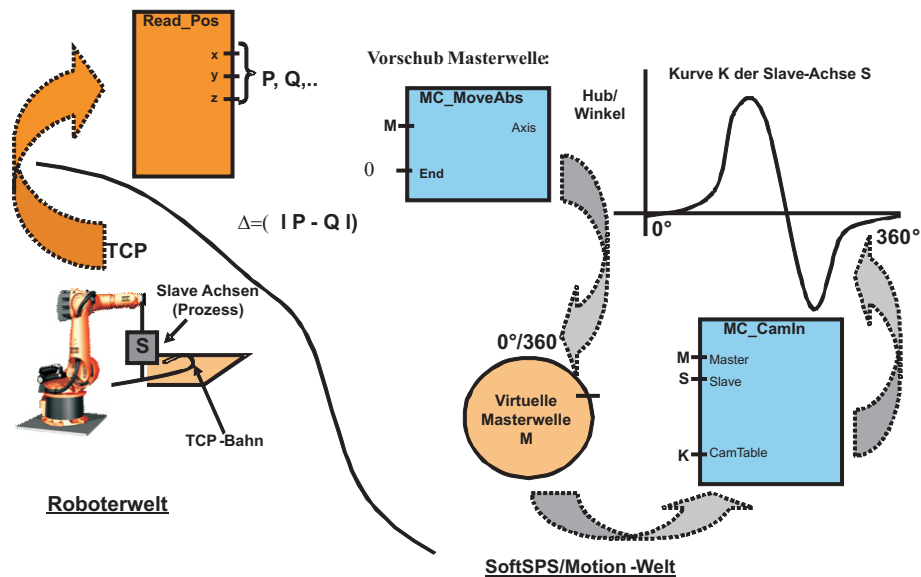 Read_Pos
x
y
z
P, Q,..
TCP
Δ=( I P - Q I)
Slave Achsen
(Prozess)
S
TCP-Bahn
Roboterwelt
Vorschub Masterwelle:
MC_MoveAbs
M
Axis
0
End
Hub/
Winkel
Kurve K der Slave-Achse S
0°
360°
0°/360
Virtuelle
Masterwelle
M
MC_CamIn
M
Master
S
Slave
K
CamTable
SoftSPS/Motion -Welt